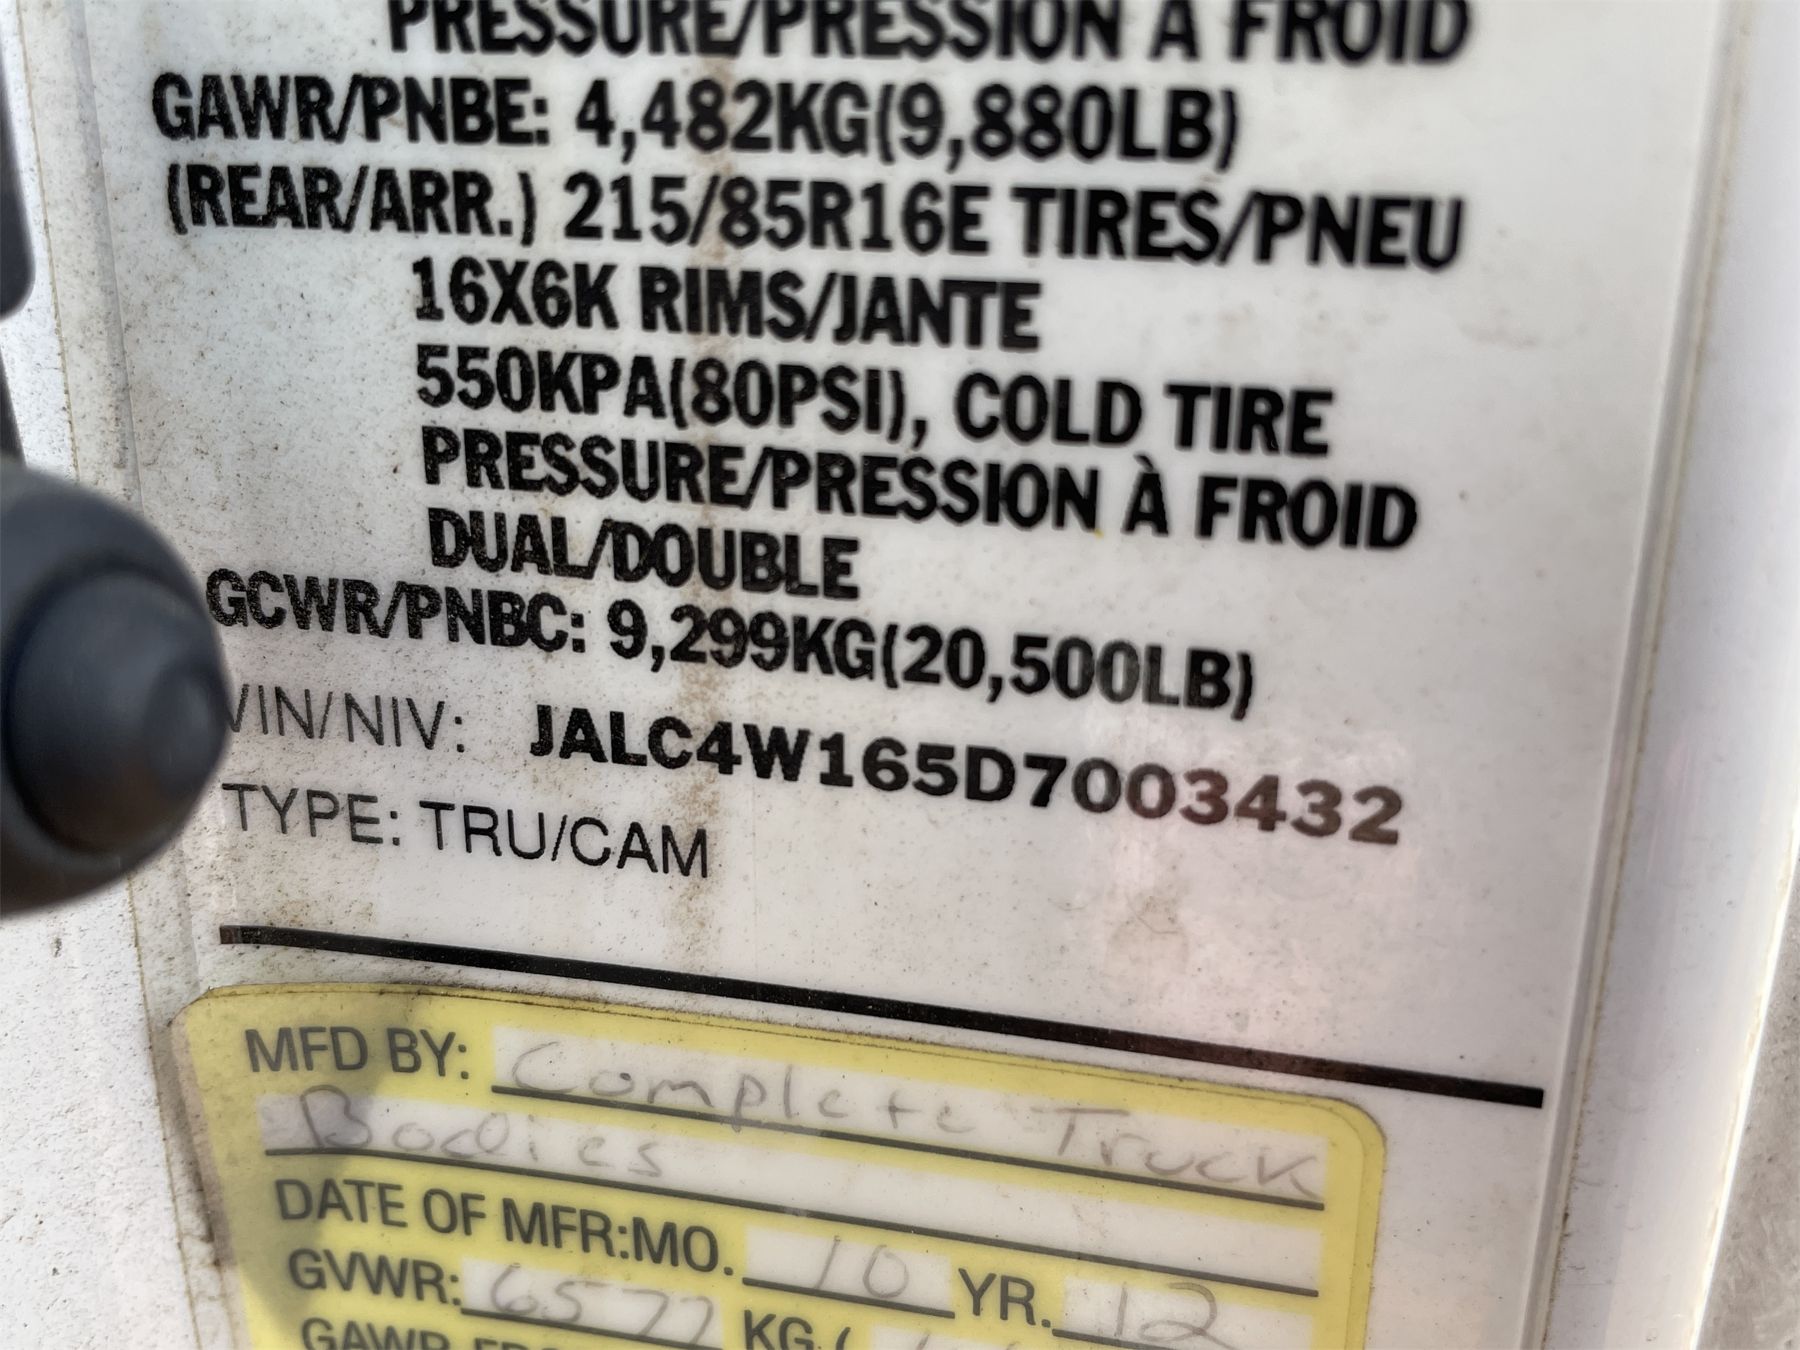 PRESSURE/PRESSION À FROID
GAWR/PNBE: 4,482KG(9,880LB)
(REAR/ARR.) 215/85R16E TIRES/PNEU
16X6K RIMS/JANTE
550KPA(80PSI), COLD TIRE
PRESSURE/PRESSION À FROID
DUAL/DOUBLE
GCWR/PNBC: 9,299KG(20,500LB)
VIN/NIV: JALC4W165D7003432
TYPE: TRU/CAM
MFD BY: Complete Truck
Bodies
DATE OF MFR:MO. 10 YR. 12
GVWR: 6577 KG (
GAWR